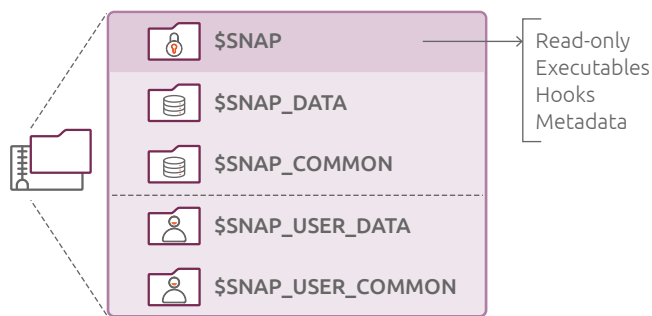 $SNAP
$SNAP_DATA
$SNAP_COMMON
$SNAP_USER_DATA
$SNAP_USER_COMMON
Read-only
Executables
Hooks
Metadata